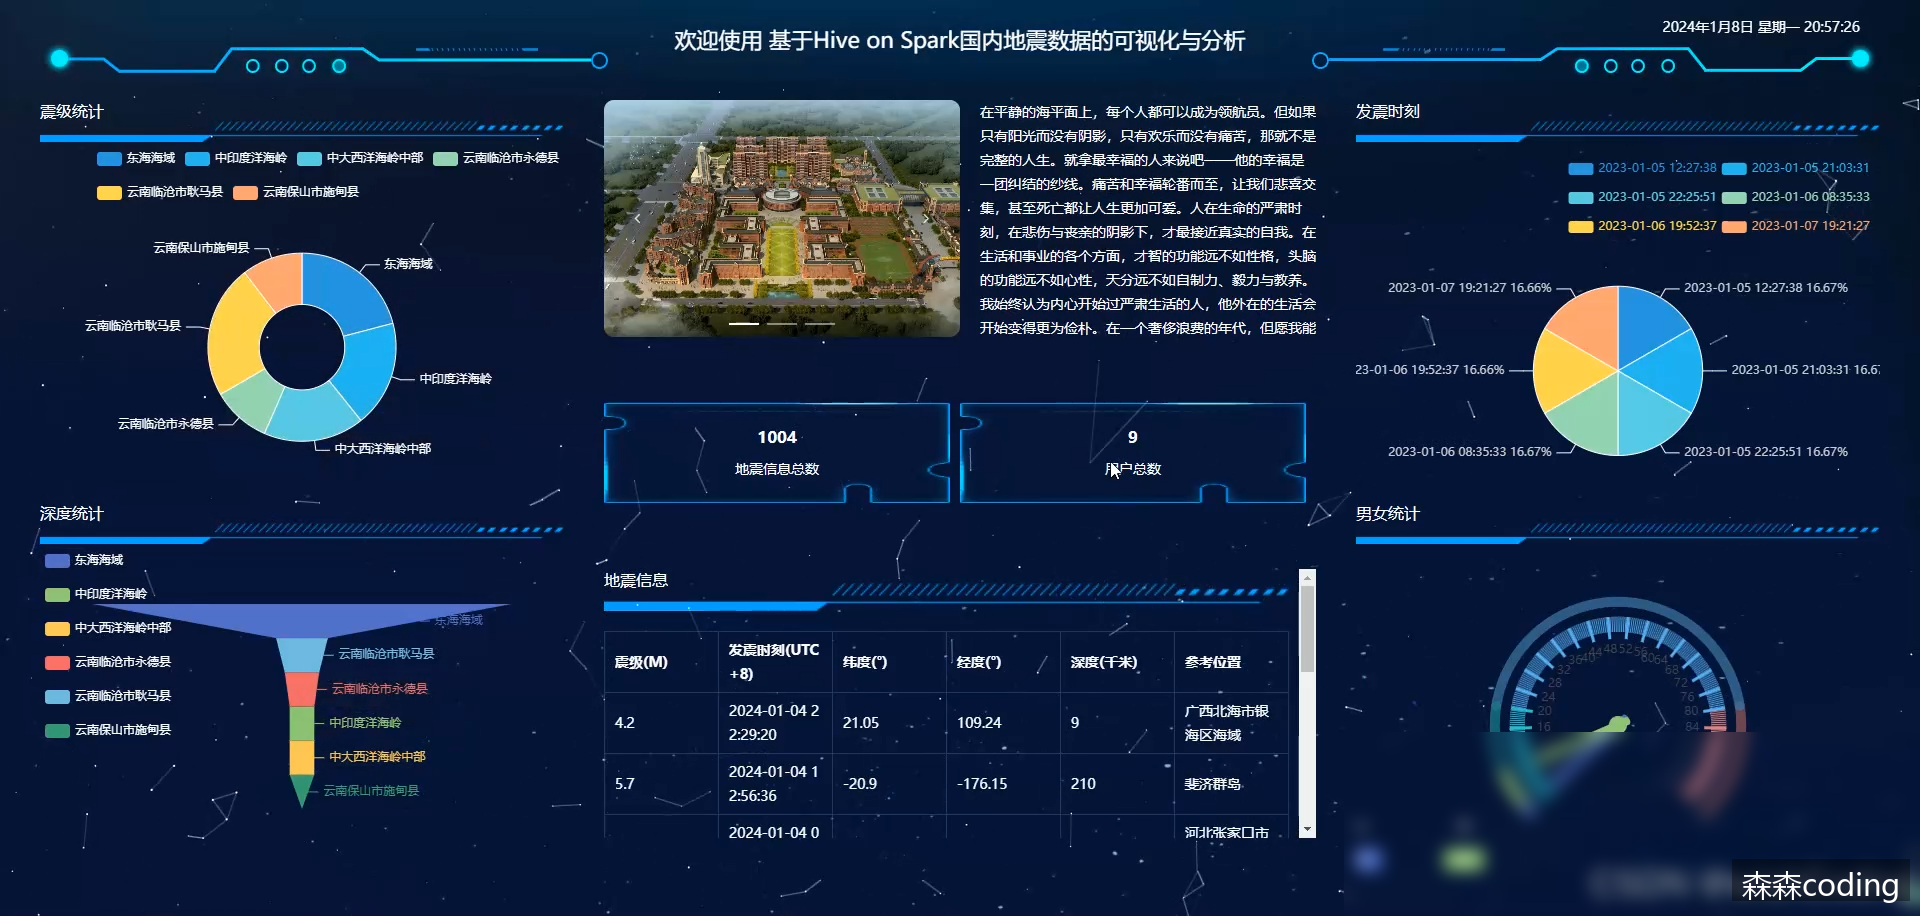 2024年1月8日 星期一 20:57:26
欢迎使用 基于Hive on Spark国内地震数据的可视化与分析
震级统计
东海海域 中印度洋海岭 中大西洋海岭中部 云南临沧市永德县
云南临沧市耿马县 云南保山市施甸县
云南保山市施甸县
东海海域
云南临沧市耿马县
中印度洋海岭
云南临沧市永德县
中大西洋海岭中部
深度统计
东海海域
中印度洋海岭
中大西洋海岭中部
云南临沧市永德县
云南临沧市耿马县
云南保山市施甸县
东海海域
云南临沧市耿马县
云南临沧市永德县
中印度洋海岭
中大西洋海岭中部
云南保山市施甸县
在平静的海平面上，每个人都可以成为领航员。但如果
只有阳光而没有阴影，只有欢乐而没有痛苦，那就不是
完整的人生。就拿最幸福的人来说吧——他的幸福是
一团纠结的纱线。痛苦和幸福轮番而至，让我们悲喜交
集，甚至死亡都让人生更加可爱。人在生命的严肃时
刻，在悲伤与丧亲的阴影下，才最接近真实的自我。在
生活和事业的各个方面，才智的功能远不如性格，头脑
的功能远不如心性，天分远不如自制力、毅力与教养。
我始终认为内心开始过严肃生活的人，他外在的生活会
开始变得更为俭朴。在一个奢侈浪费的年代，但愿我能
1004
地震信息总数
9
用户总数
地震信息
震级(M) 发震时刻(UTC+8) 纬度(°) 经度(°) 深度(千米) 参考位置
4.2 2024-01-04 22:29:20 21.05 109.24 9 广西北海市银海区海域
5.7 2024-01-04 12:56:36 -20.9 -176.15 210 斐济群岛
2024-01-04 0 河北张家口市
发震时刻
2023-01-05 12:27:38 2023-01-05 21:03:31
2023-01-05 22:25:51 2023-01-06 08:35:33
2023-01-06 19:52:37 2023-01-07 19:21:27
2023-01-07 19:21:27 16.66%
2023-01-05 12:27:38 16.67%
23-01-06 19:52:37 16.66%
2023-01-05 21:03:31 16.67
2023-01-06 08:35:33 16.67%
2023-01-05 22:25:51 16.67%
男女统计
16 20 24 28 32 36 40 44 48 52 56 60 64 68 72 76 80 84
森森coding